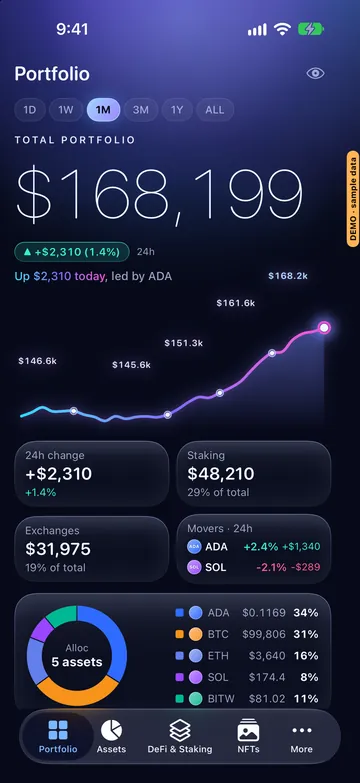 9:41
Portfolio
1D 1W 1M 3M 1Y ALL
TOTAL PORTFOLIO
$168,199
DEMO · sample data
▲ +$2,310 (1.4%) 24h
Up $2,310 today, led by ADA
$168.2k
$161.6k
$151.3k
$146.6k
$145.6k
24h change
+$2,310
+1.4%
Staking
$48,210
29% of total
Exchanges
$31,975
19% of total
Movers · 24h
ADA ADA +2.4% +$1,340
SOL SOL -2.1% -$289
Alloc
5 assets
ADA $0.1169 34%
BTC $99,806 31%
ETH $3,640 16%
SOL $174.4 8%
BITW $81.02 11%
Portfolio Assets DeFi & Staking NFTs More